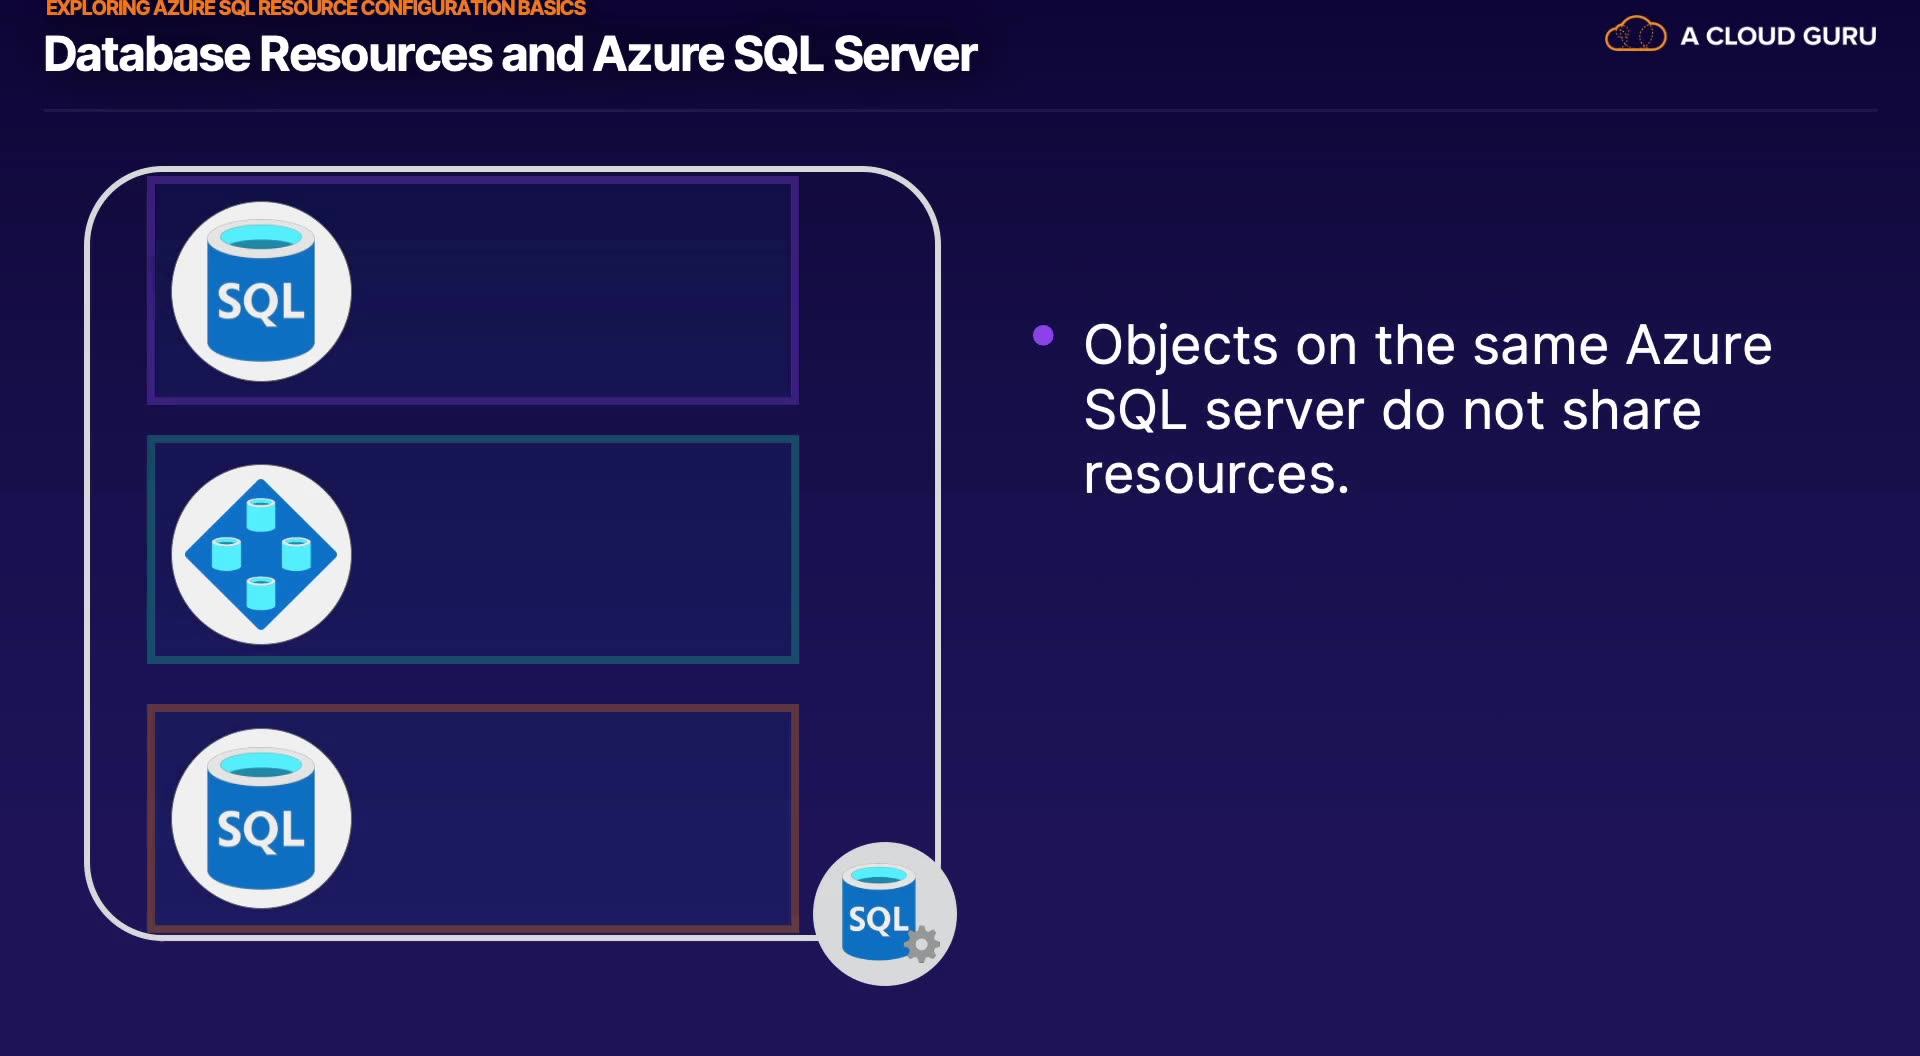 EXPLORING AZURE SQL RESOURCE CONFIGURATION BASICS
Database Resources and Azure SQL Server
A CLOUD GURU
SQL
Objects on the same Azure
SQL server do not share
resources.
SQL
SQL